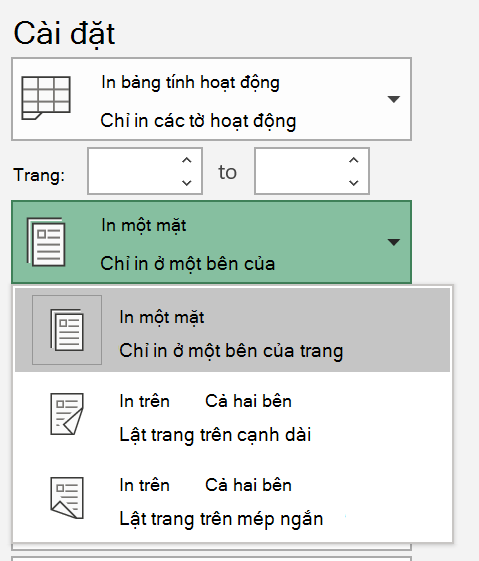 Cài đặt
In bảng tính hoạt động
Chỉ in các tờ hoạt động
Trang: to
In một mặt
Chỉ in ở một bên của
In một mặt
Chỉ in ở một bên của trang
In trên Cả hai bên
Lật trang trên cạnh dài
In trên Cả hai bên
Lật trang trên mép ngắn